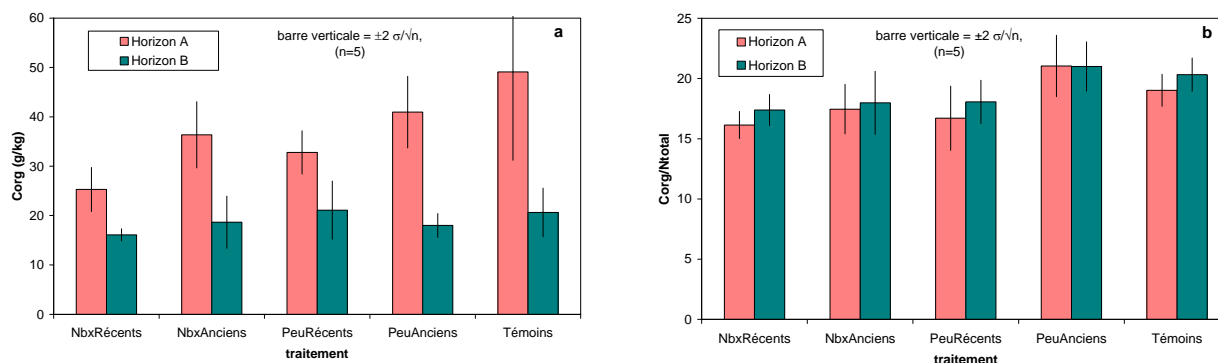 a
barre verticale = ±2 σ/√n,
(n=5)
Horizon A
Horizon B
60
50
40
30
20
10
0
Corg (g/kg)
NbxRécents
NbxAnciens
PeuRécents
PeuAnciens
Témoins
traitement
b
barre verticale = ±2 σ/√n,
(n=5)
Horizon A
Horizon B
25
20
15
10
5
0
Corg/Ntotal
NbxRécents
NbxAnciens
PeuRécents
PeuAnciens
Témoins
traitement